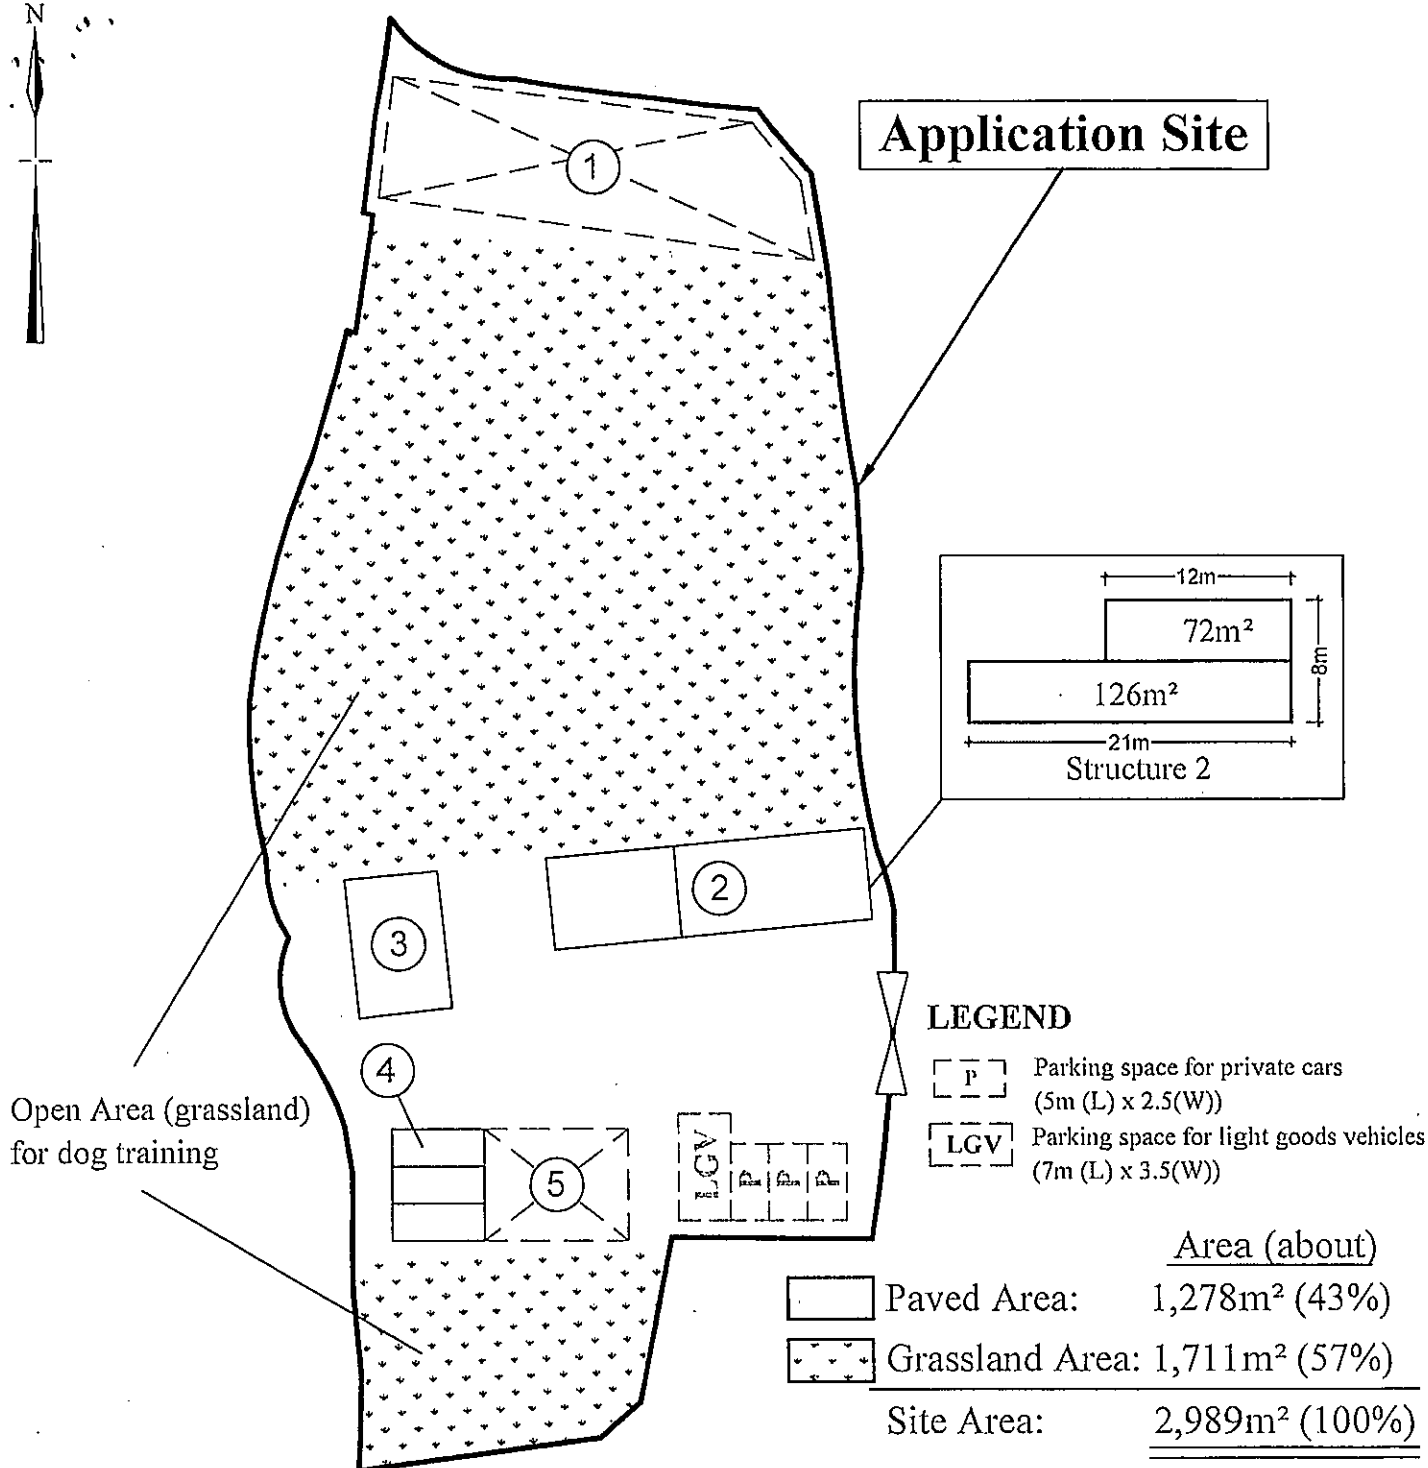 N
Application Site
1
12m
72m²
8m
126m²
21m
Structure 2
2
3
4
5
LGV
P
P
P
Open Area (grassland)
for dog training
LEGEND
P
Parking space for private cars
(5m (L) x 2.5(W))
LGV
Parking space for light goods vehicles
(7m (L) x 3.5(W))
Area (about)
Paved Area: 1,278m² (43%)
Grassland Area: 1,711m² (57%)
Site Area: 2,989m² (100%)